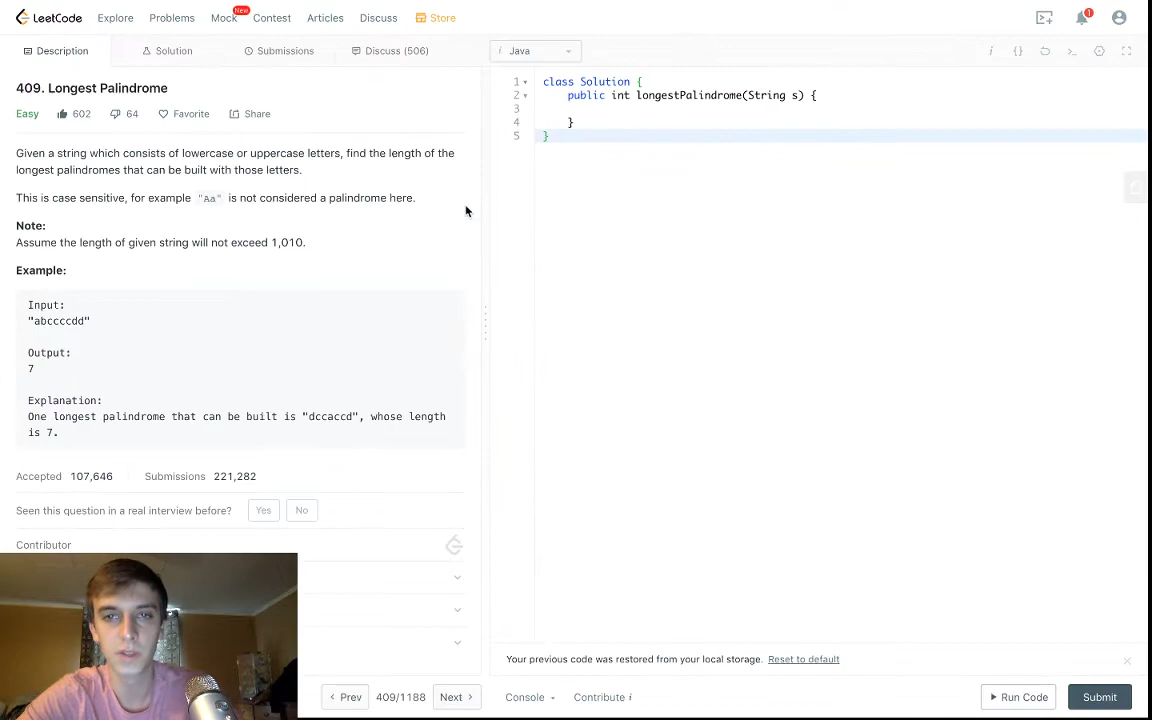 LeetCode Explore Problems Mock New Contest Articles Discuss Store 1
Description Solution Submissions Discuss (506) i Java i {} >_
409. Longest Palindrome
Easy 602 64 Favorite Share
Given a string which consists of lowercase or uppercase letters, find the length of the
longest palindromes that can be built with those letters.
This is case sensitive, for example "Aa" is not considered a palindrome here.
Note:
Assume the length of given string will not exceed 1,010.
Example:
Input:
"abccccdd"
Output:
7
Explanation:
One longest palindrome that can be built is "dccaccd", whose length
is 7.
Accepted 107,646 Submissions 221,282
Seen this question in a real interview before? Yes No
Contributor
‹ Prev 409/1188 Next ›
1 class Solution {
2 public int longestPalindrome(String s) {
3
4 }
5 }
Your previous code was restored from your local storage. Reset to default
Console Contribute i Run Code Submit